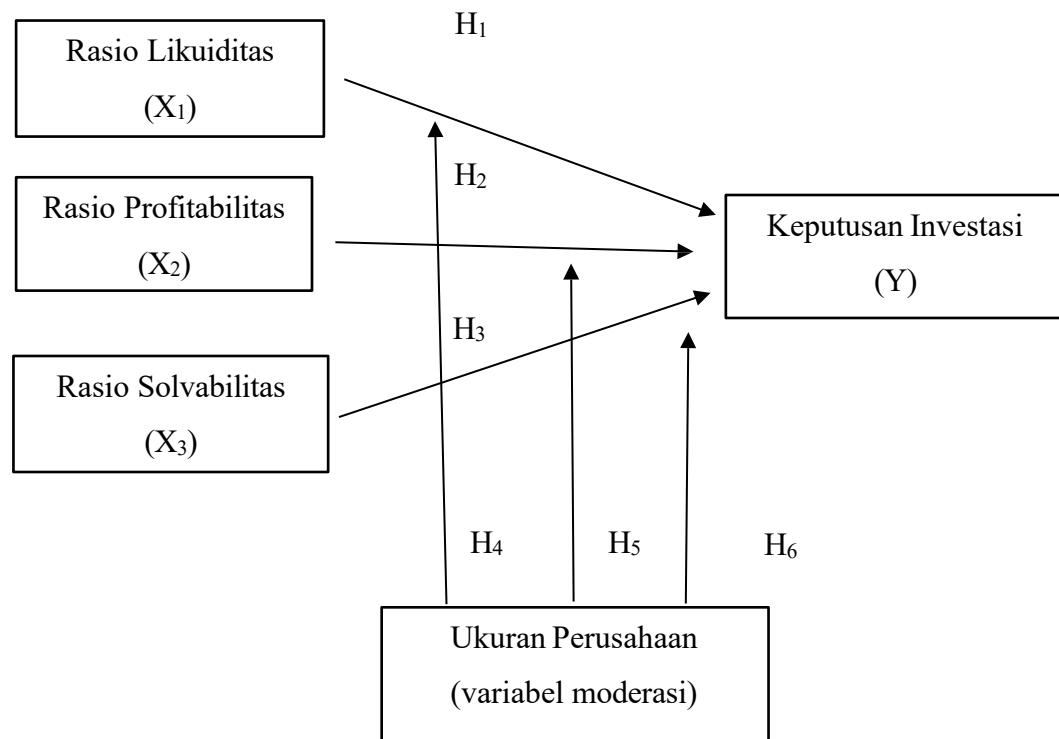 H₁
Rasio Likuiditas
(X₁)
H₂
Rasio Profitabilitas
(X₂)
Keputusan Investasi
(Y)
H₃
Rasio Solvabilitas
(X₃)
H₄
H₅
H₆
Ukuran Perusahaan
(variabel moderasi)